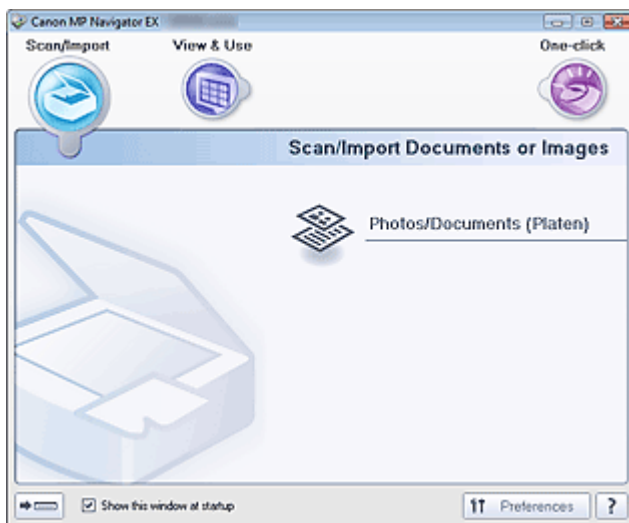 Canon MP Navigator EX
Scan/Import View & Use One-click
Scan/Import Documents or Images
Photos/Documents (Platen)
Show this window at startup
Preferences ?